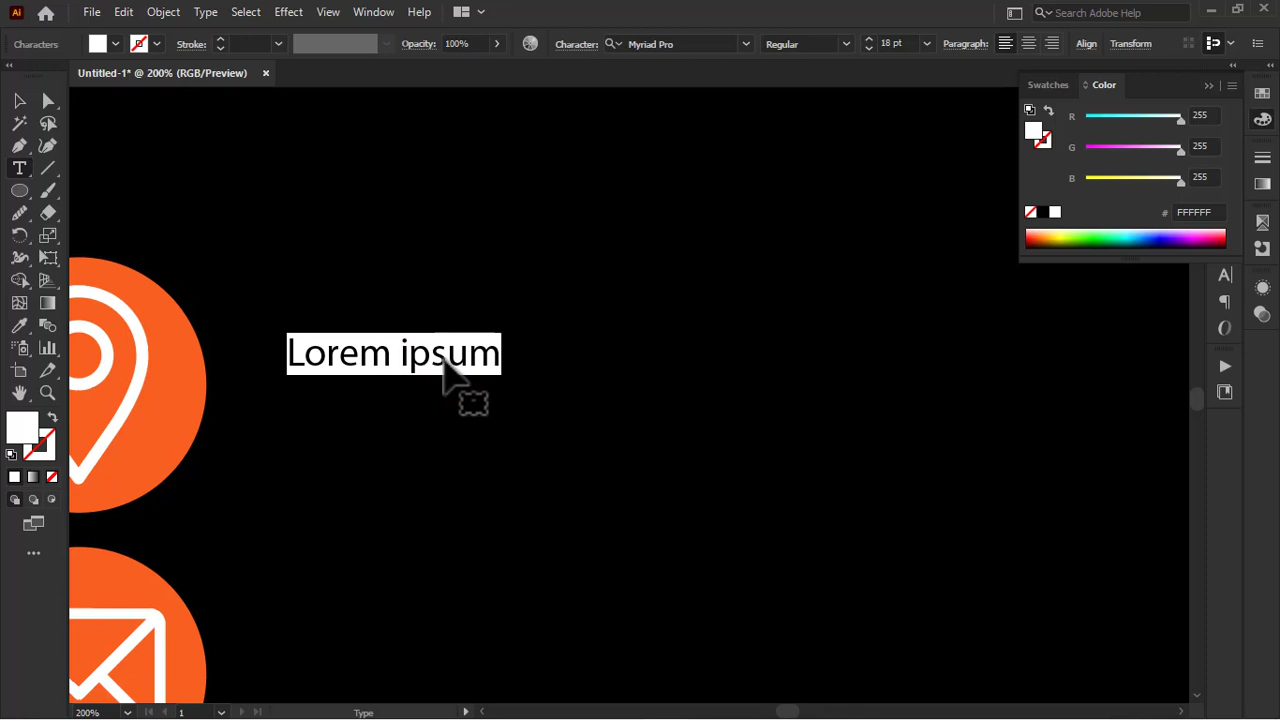 Ai File Edit Object Type Select Effect View Window Help Search Adobe Help
Characters Stroke: Opacity: 100% Character: Myriad Pro Regular 18 pt Paragraph: Align Transform
Untitled-1* @ 200% (RGB/Preview)
Swatches Color
R 255
G 255
B 255
# FFFFFF
Lorem ipsum
200% 1 Type